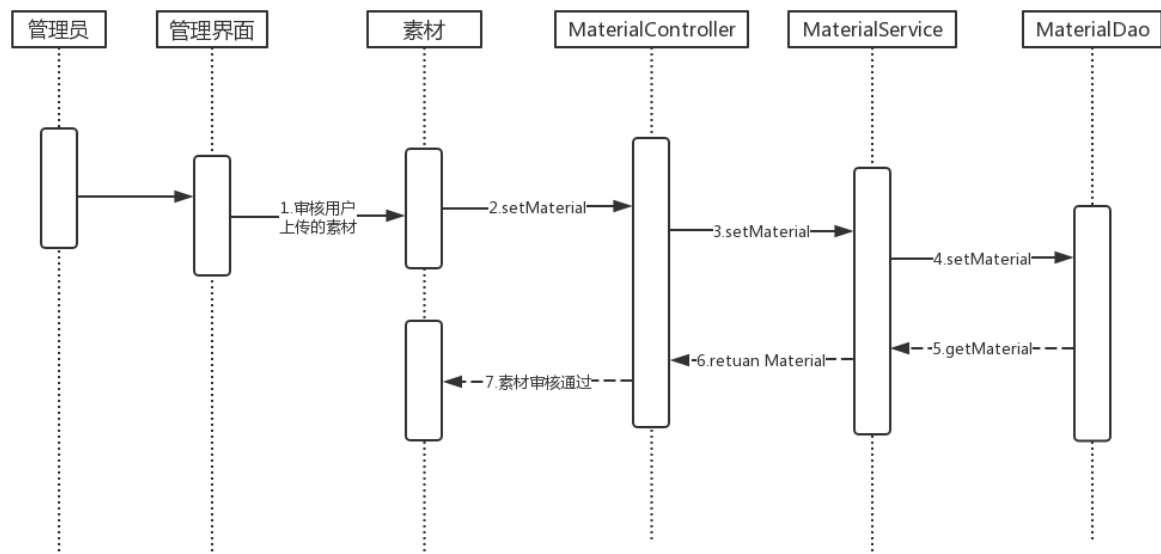 管理员
管理界面
素材
MaterialController
MaterialService
MaterialDao
1.审核用户
上传的素材
2.setMaterial
3.setMaterial
4.setMaterial
5.getMaterial
6.retuan Material
7.素材审核通过